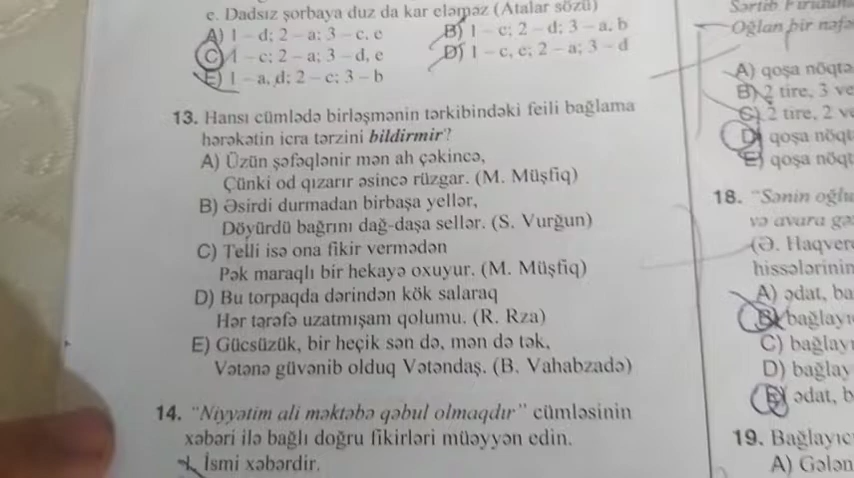 c. Dadsız şorbaya duz da kar eləməz (Atalar sözü)
A) 1 – d; 2 – a; 3 – c, e
B) 1 – c; 2 – d; 3 – a, b
C) 1 – c; 2 – a; 3 – d, e
D) 1 – c, e; 2 – a; 3 – d
E) 1 – a, d; 2 – c; 3 – b
13. Hansı cümlədə birləşmənin tərkibindəki feili bağlama
hərəkətin icra tərzini bildirmir?
A) Üzün şəfəqlənir mən ah çəkincə,
Çünki od qızarır əsincə rüzgar. (M. Müşfiq)
B) Əsirdi durmadan birbaşa yellər,
Döyürdü bağrını dağ-daşa sellər. (S. Vurğun)
C) Telli isə ona fikir vermədən
Pək maraqlı bir hekayə oxuyur. (M. Müşfiq)
D) Bu torpaqda dərindən kök salaraq
Hər tərəfə uzatmışam qolumu. (R. Rza)
E) Gücsüzük, bir heçik sən də, mən də tək,
Vətənə güvənib olduq Vətəndaş. (B. Vahabzadə)
14. "Niyyətim ali məktəbə qəbul olmaqdır" cümləsinin
xəbəri ilə bağlı doğru fikirləri müəyyən edin.
1. İsmi xəbərdir.
Oğlan bir
A) qoşa nöqtə
B) 2 tire, 3 ve
C) 2 tire, 2 ve
D) qoşa nöqt
E) qoşa nöqt
18. "Sənin oğlu
və avara gə
(Ə. Haqver
hissələrinin
A) ədat, ba
B) bağlayı
C) bağlayı
D) bağlay
E) ədat, b
19. Bağlayıc
A) Gələn